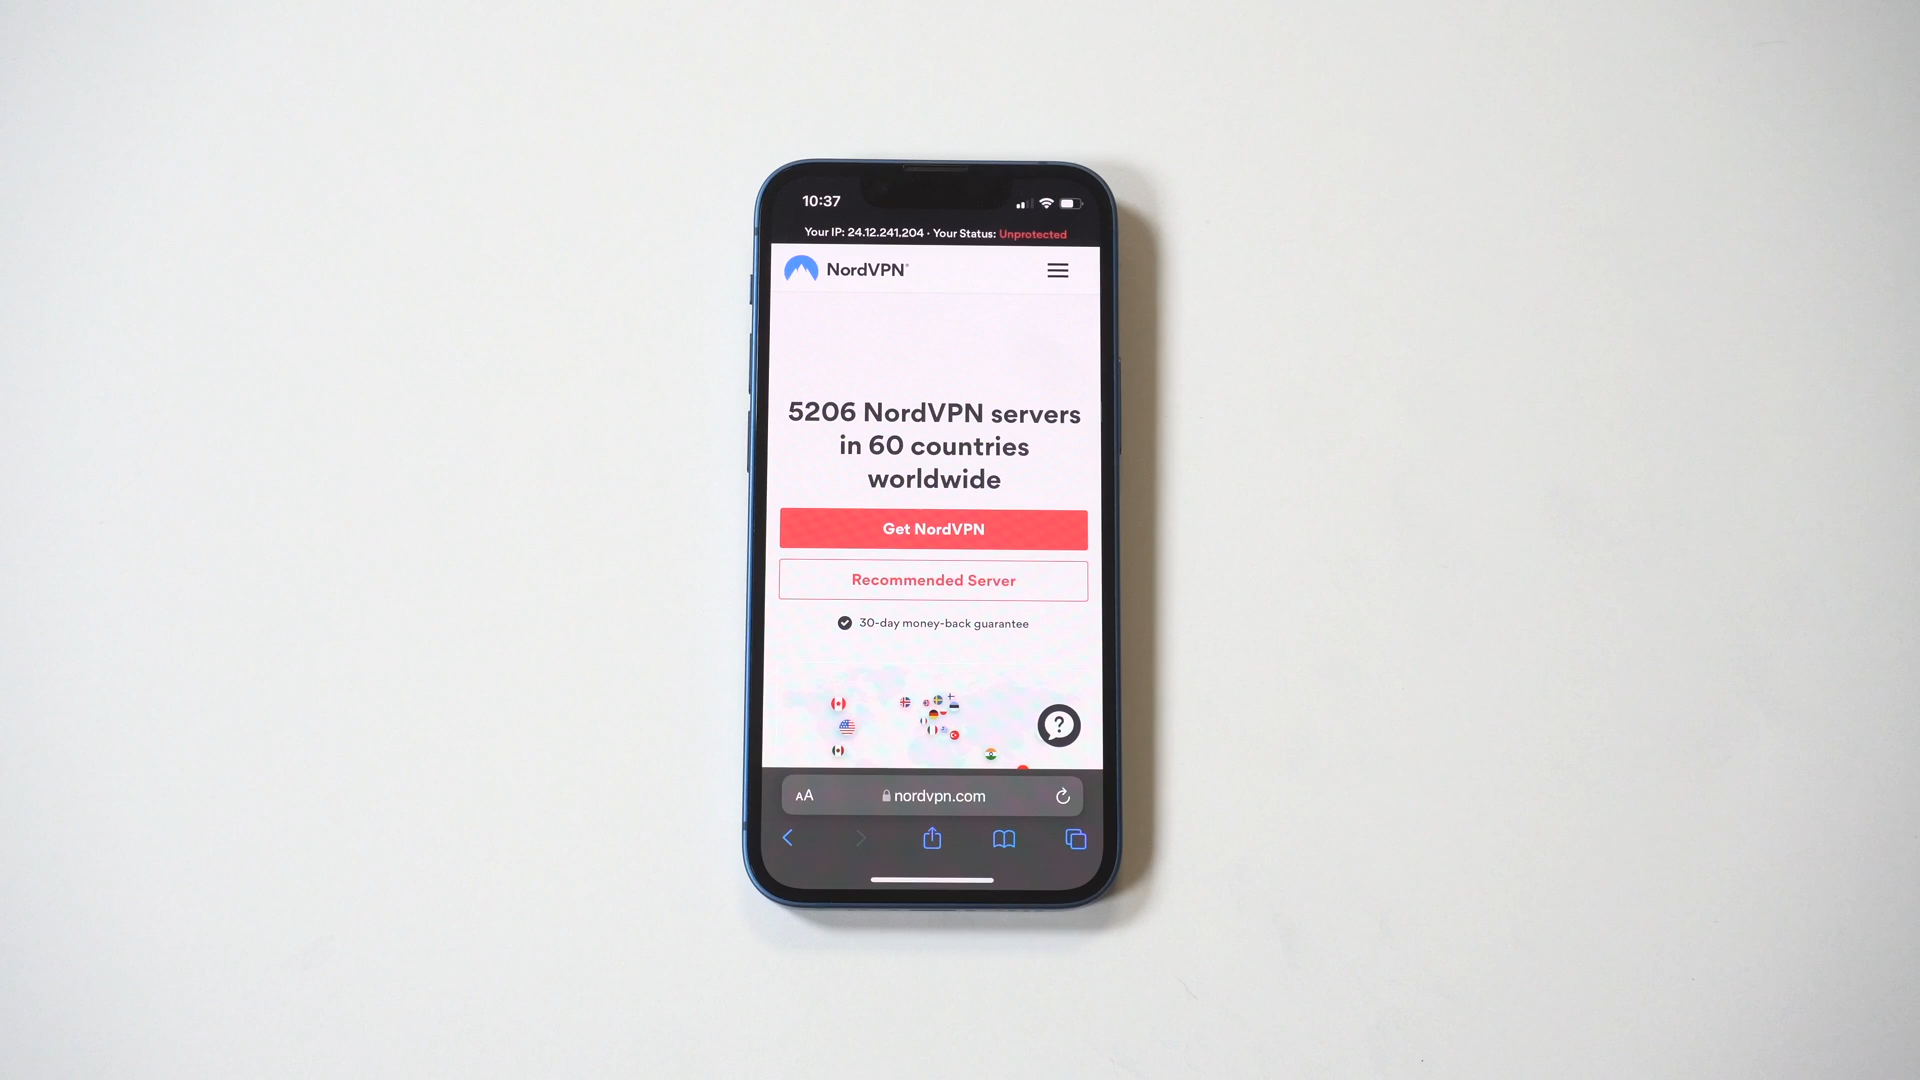 10:37
Your IP: 24.12.241.204 · Your Status: Unprotected
NordVPN®
5206 NordVPN servers
in 60 countries
worldwide
Get NordVPN
Recommended Server
30-day money-back guarantee
?
AA nordvpn.com